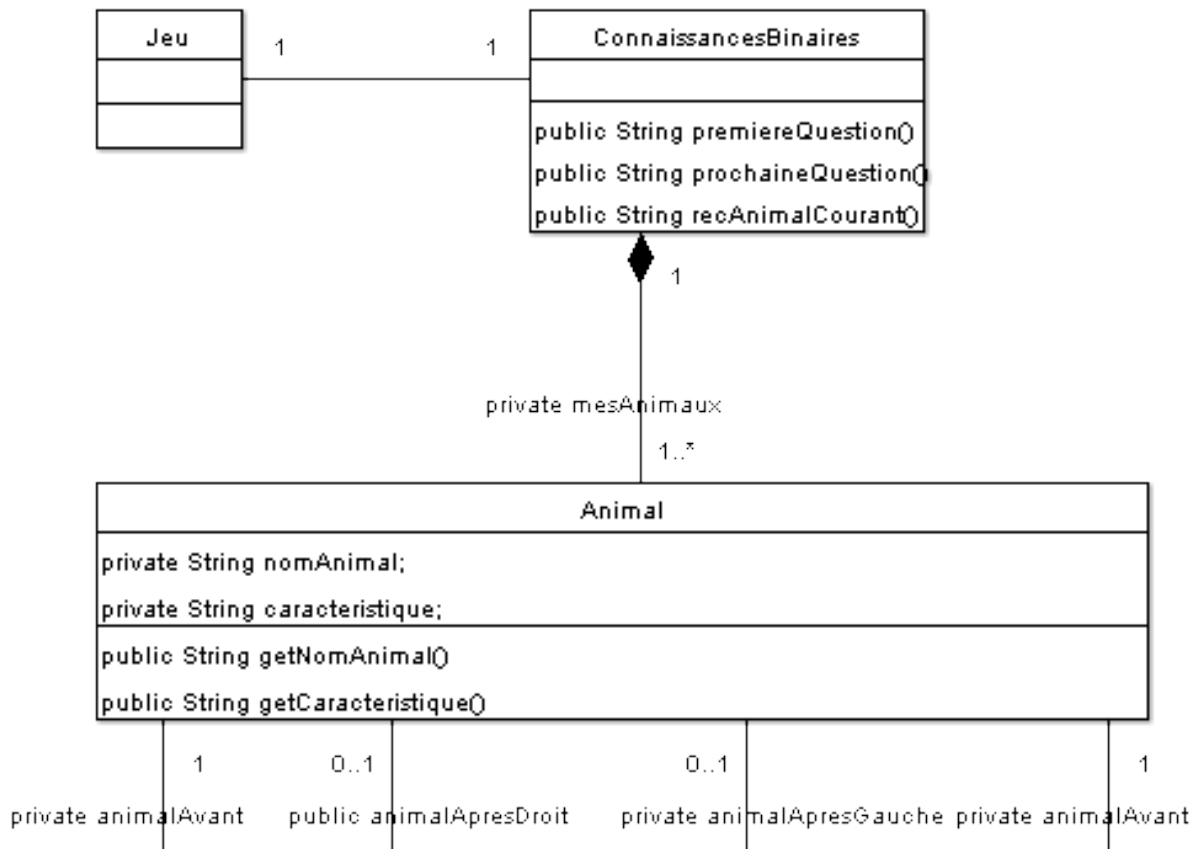 Jeu
1
1
ConnaissancesBinaires
public String premiereQuestion()
public String prochaineQuestion()
public String recAnimalCourant()
1
private mesAnimaux
1..*
Animal
private String nomAnimal;
private String caracteristique;
public String getNomAnimal()
public String getCaracteristique()
1
0..1
0..1
1
private animalAvant
public animalApresDroit
private animalApresGauche
private animalAvant